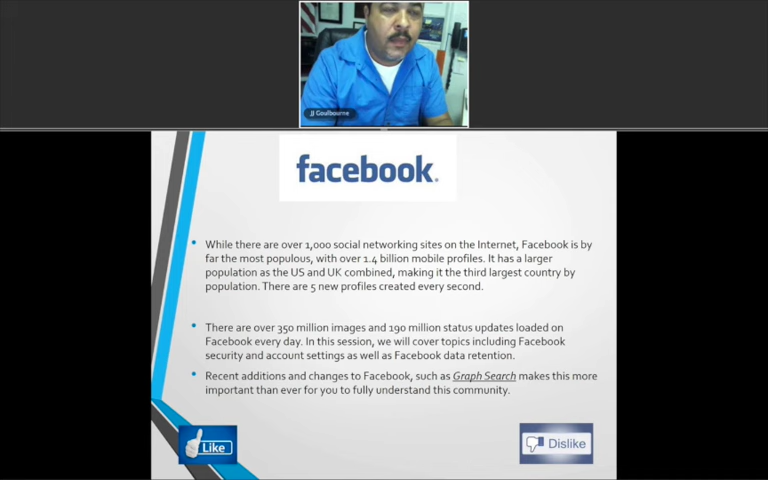 JJ Goulbourne
facebook.
While there are over 1,000 social networking sites on the Internet, Facebook is by
far the most populous, with over 1.4 billion mobile profiles. It has a larger
population as the US and UK combined, making it the third largest country by
population. There are 5 new profiles created every second.
There are over 350 million images and 190 million status updates loaded on
Facebook every day. In this session, we will cover topics including Facebook
security and account settings as well as Facebook data retention.
Recent additions and changes to Facebook, such as Graph Search makes this more
important than ever for you to fully understand this community.
Like
Dislike